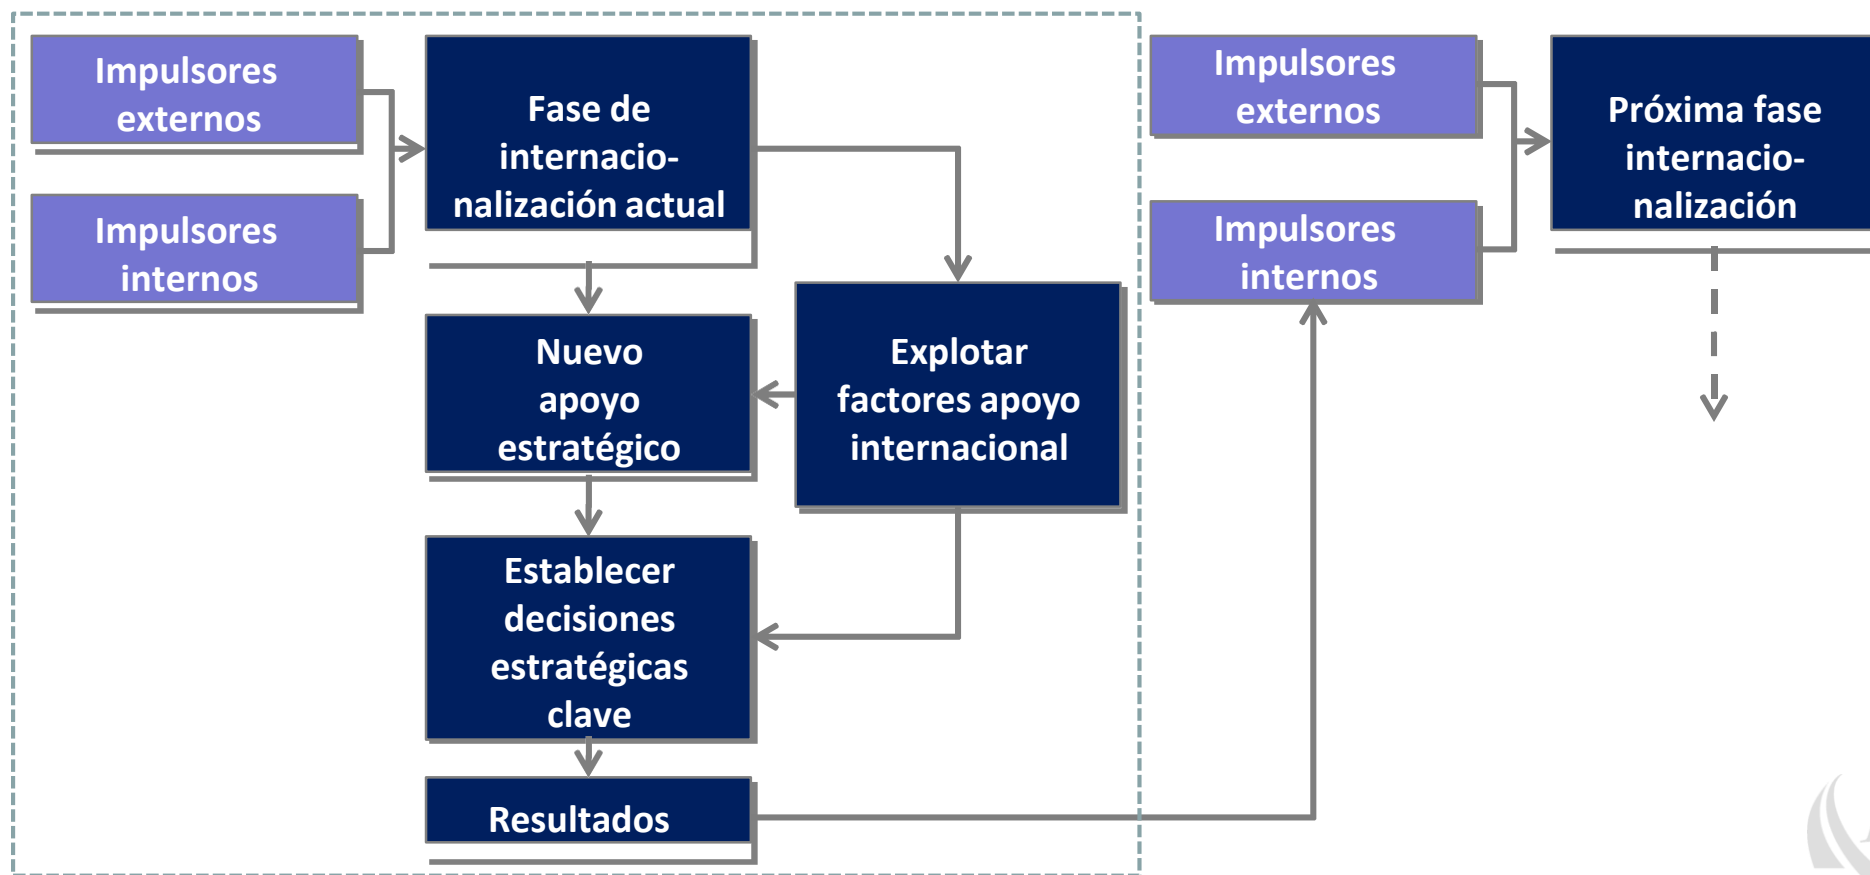 Impulsores
externos
Impulsores
internos
Fase de
internacio-
nalización actual
Nuevo
apoyo
estratégico
Explotar
factores apoyo
internacional
Establecer
decisiones
estratégicas
clave
Resultados
Impulsores
externos
Impulsores
internos
Próxima fase
internacio-
nalización